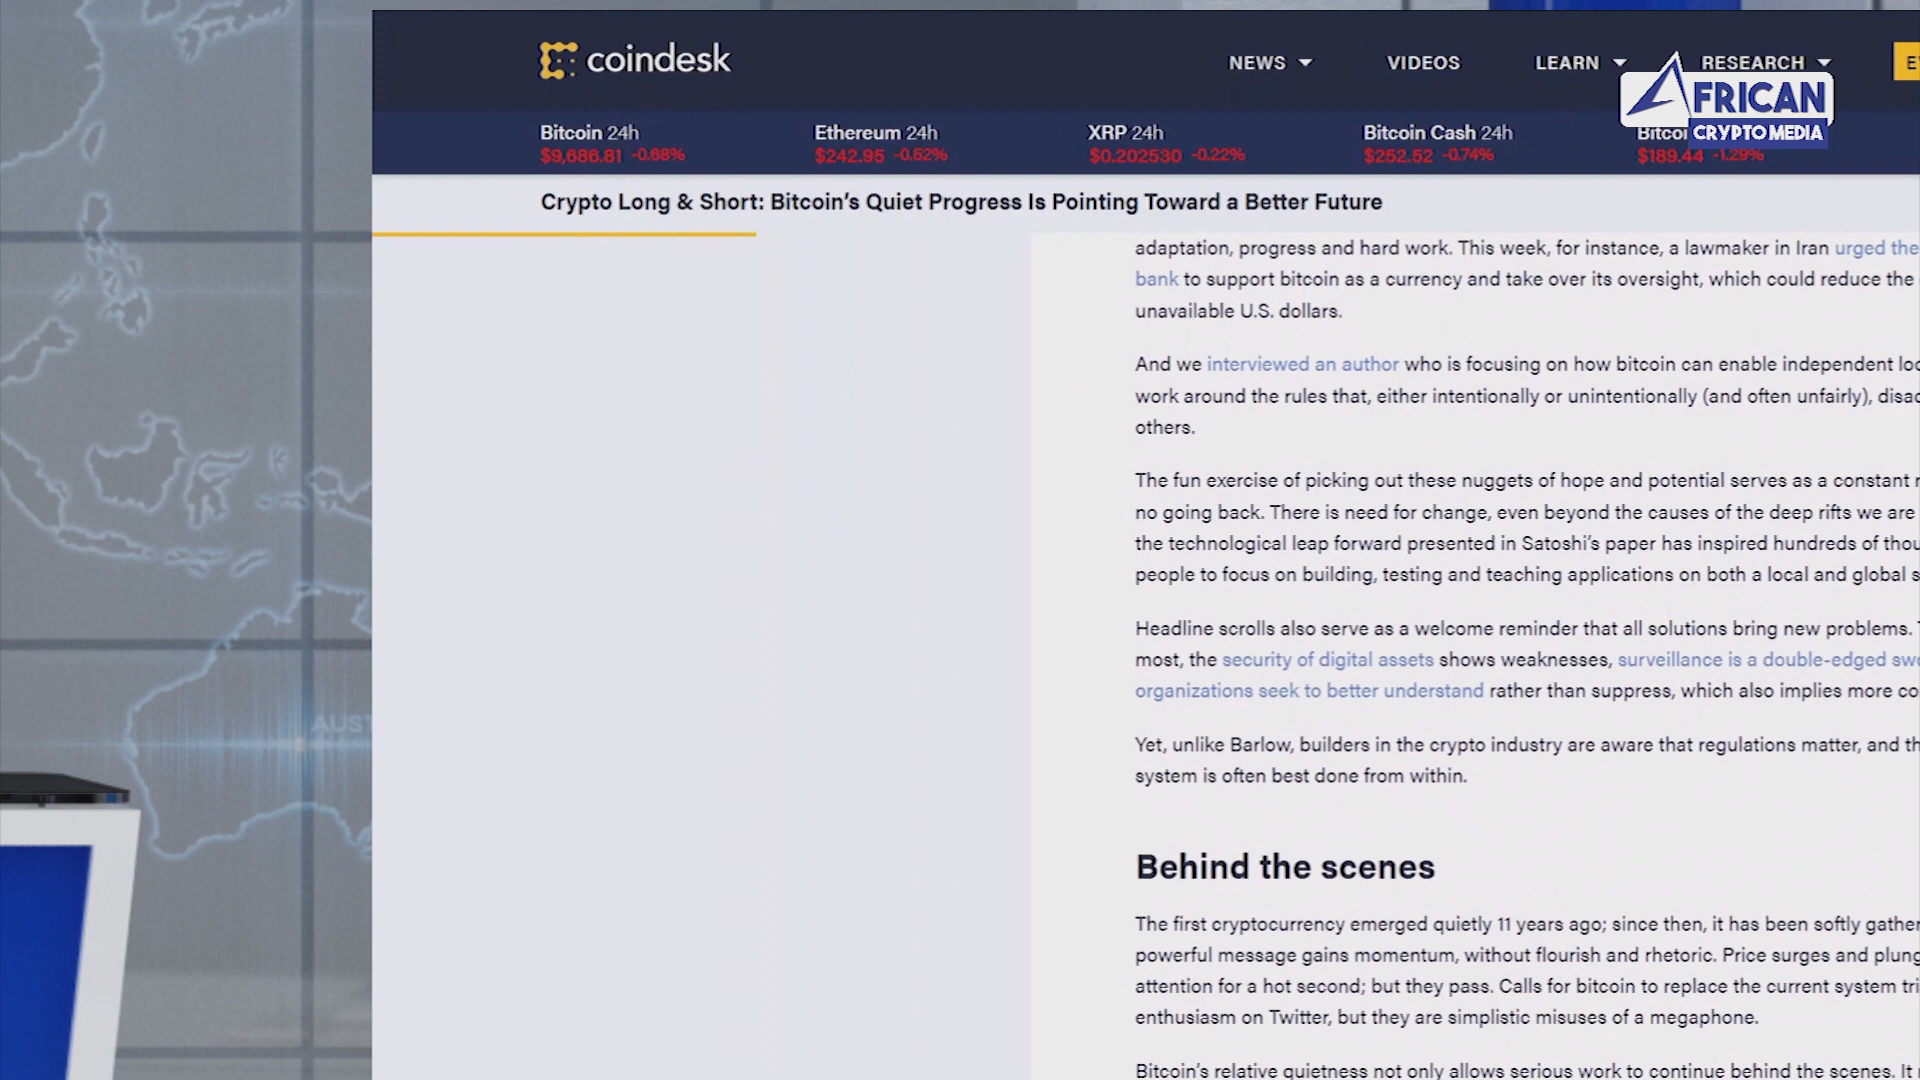 coindesk
NEWS
VIDEOS
LEARN
RESEARCH
AFRICAN
CRYPTO MEDIA
Bitcoin 24h
$9,686.81 -0.68%
Ethereum 24h
$242.95 -0.62%
XRP 24h
$0.202530 -0.22%
Bitcoin Cash 24h
$252.52 -0.74%
$189.44 -1.29%
Crypto Long & Short: Bitcoin's Quiet Progress Is Pointing Toward a Better Future
adaptation, progress and hard work. This week, for instance, a lawmaker in Iran urged the
bank to support bitcoin as a currency and take over its oversight, which could reduce the
unavailable U.S. dollars.
And we interviewed an author who is focusing on how bitcoin can enable independent
work around the rules that, either intentionally or unintentionally (and often unfairly),
others.
The fun exercise of picking out these nuggets of hope and potential serves as a constant
no going back. There is need for change, even beyond the causes of the deep rifts we are
the technological leap forward presented in Satoshi's paper has inspired hundreds of
people to focus on building, testing and teaching applications on both a local and global
Headline scrolls also serve as a welcome reminder that all solutions bring new problems.
most, the security of digital assets shows weaknesses, surveillance is a double-edged
organizations seek to better understand rather than suppress, which also implies more
Yet, unlike Barlow, builders in the crypto industry are aware that regulations matter, and
system is often best done from within.
Behind the scenes
The first cryptocurrency emerged quietly 11 years ago; since then, it has been softly
powerful message gains momentum, without flourish and rhetoric. Price surges and
attention for a hot second; but they pass. Calls for bitcoin to replace the current system
enthusiasm on Twitter, but they are simplistic misuses of a megaphone.
Bitcoin's relative quietness not only allows serious work to continue behind the scenes. It